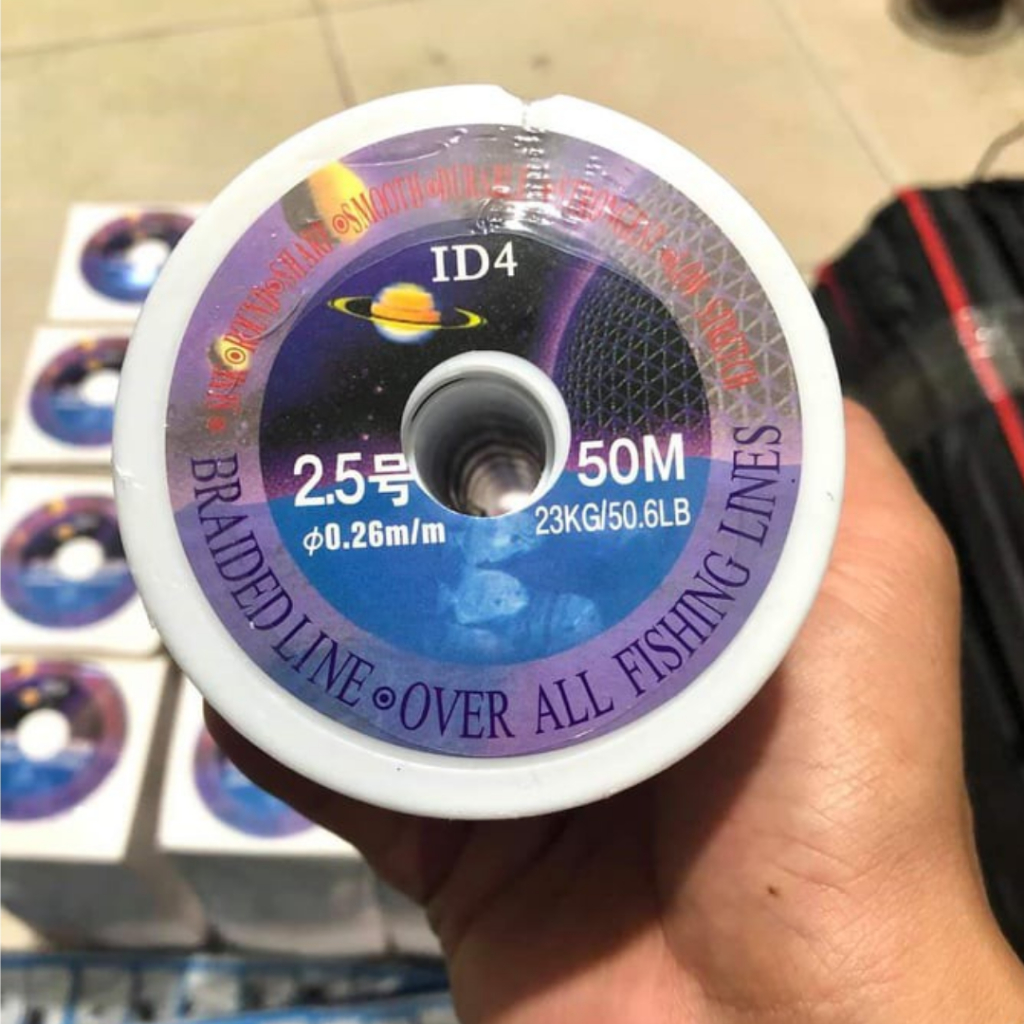 SMOOTH
ID4
2.5号
50M
φ0.26m/m
23KG/50.6LB
BRAIDED LINE ⦿ OVER ALL FISHING LINES